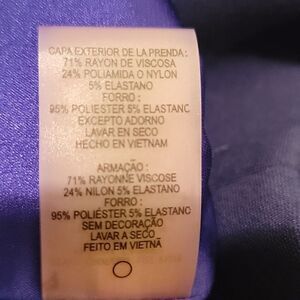 CAPA EXTERIOR DE LA PRENDA:
71% RAYON DE VISCOSA
24% POLIAMIDA O NYLON
5% ELASTANO
FORRO:
95% POLIESTER 5% ELASTANC
EXCEPTO ADORNO
LAVAR EN SECO
HECHO EN VIETNAM
ARMAÇÃO:
71% RAYONNE VISCOSE
24% NILON 5% ELASTANO
FORRO:
95% POLIÉSTER 5% ELASTANC
SEM DECORAÇÃO
LAVAR A SECO
FEITO EM VIETNÃ